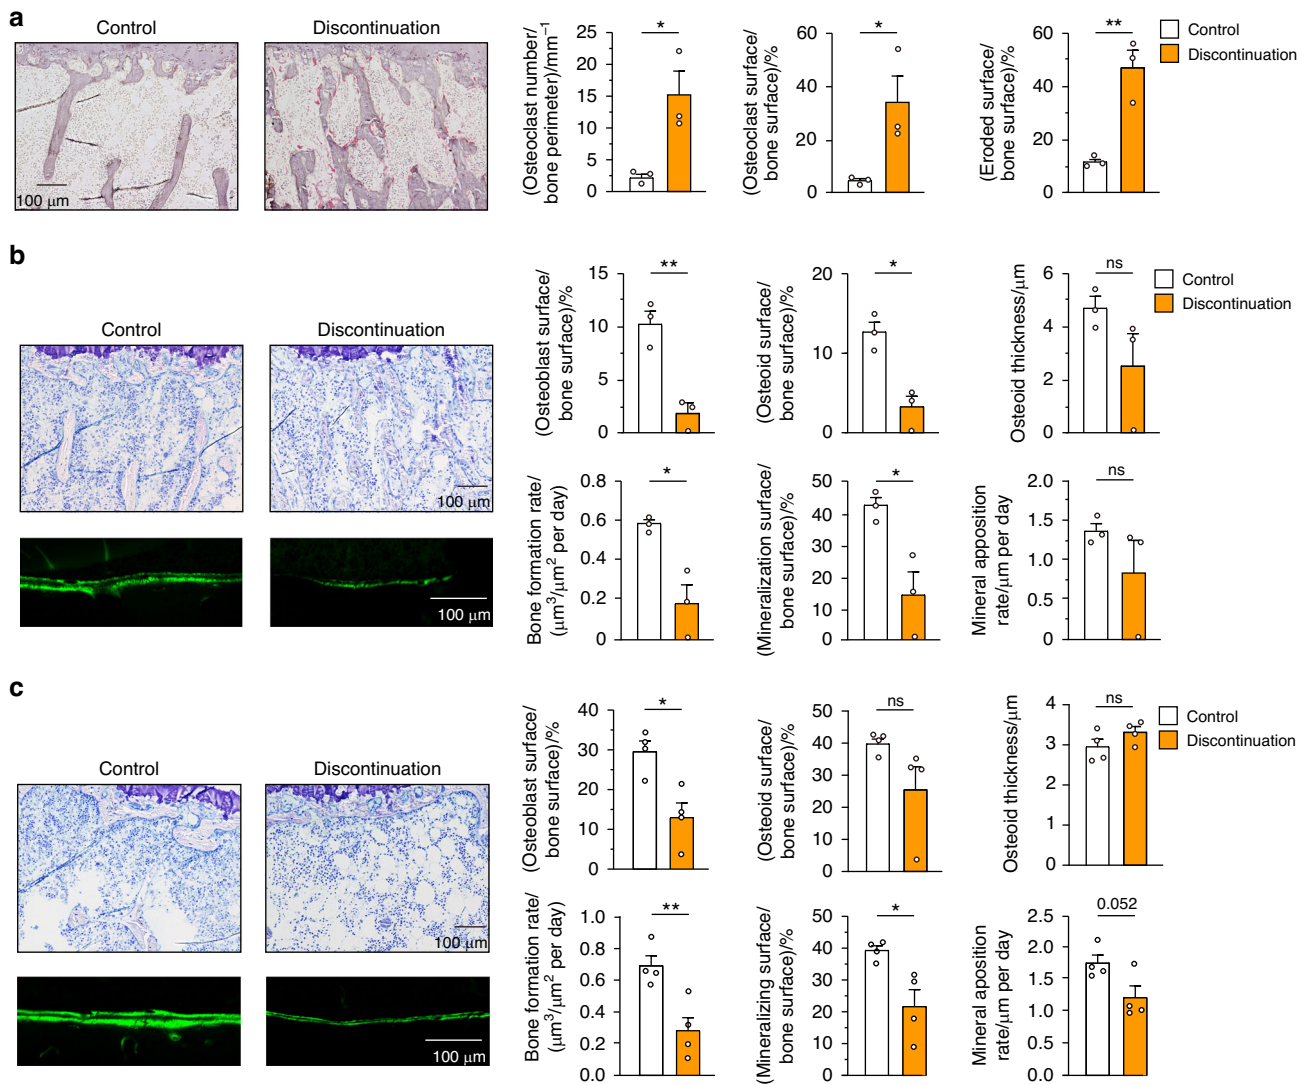 a
Control
Discontinuation
100 μm
(Osteoclast number/
bone perimeter)/mm⁻¹
25
20
15
10
5
0
*
(Osteoclast surface/
bone surface)/%
60
40
20
0
*
(Eroded surface/
bone surface)/%
60
40
20
0
**
Control
Discontinuation
b
Control
Discontinuation
100 μm
100 μm
(Osteoblast surface/
bone surface)/%
15
10
5
0
**
(Osteoid surface/
bone surface)/%
20
10
0
*
Osteoid thickness/μm
6
4
2
0
ns
Control
Discontinuation
Bone formation rate/
(μm³/μm² per day)
0.8
0.6
0.4
0.2
0
*
(Mineralization surface/
bone surface)/%
50
40
30
20
10
0
*
Mineral apposition
rate/μm per day
2.0
1.5
1.0
0.5
0
ns
c
Control
Discontinuation
100 μm
100 μm
(Osteoblast surface/
bone surface)/%
40
30
20
10
0
*
(Osteoid surface/
bone surface)/%
50
40
30
20
10
0
ns
Osteoid thickness/μm
4
3
2
1
0
ns
Control
Discontinuation
Bone formation rate/
(μm³/μm² per day)
1.0
0.8
0.6
0.4
0.2
0.0
**
(Mineralizing surface/
bone surface)/%
50
40
30
20
10
0
*
Mineral aposition
rate/μm per day
2.5
2.0
1.5
1.0
0.5
0.0
0.052